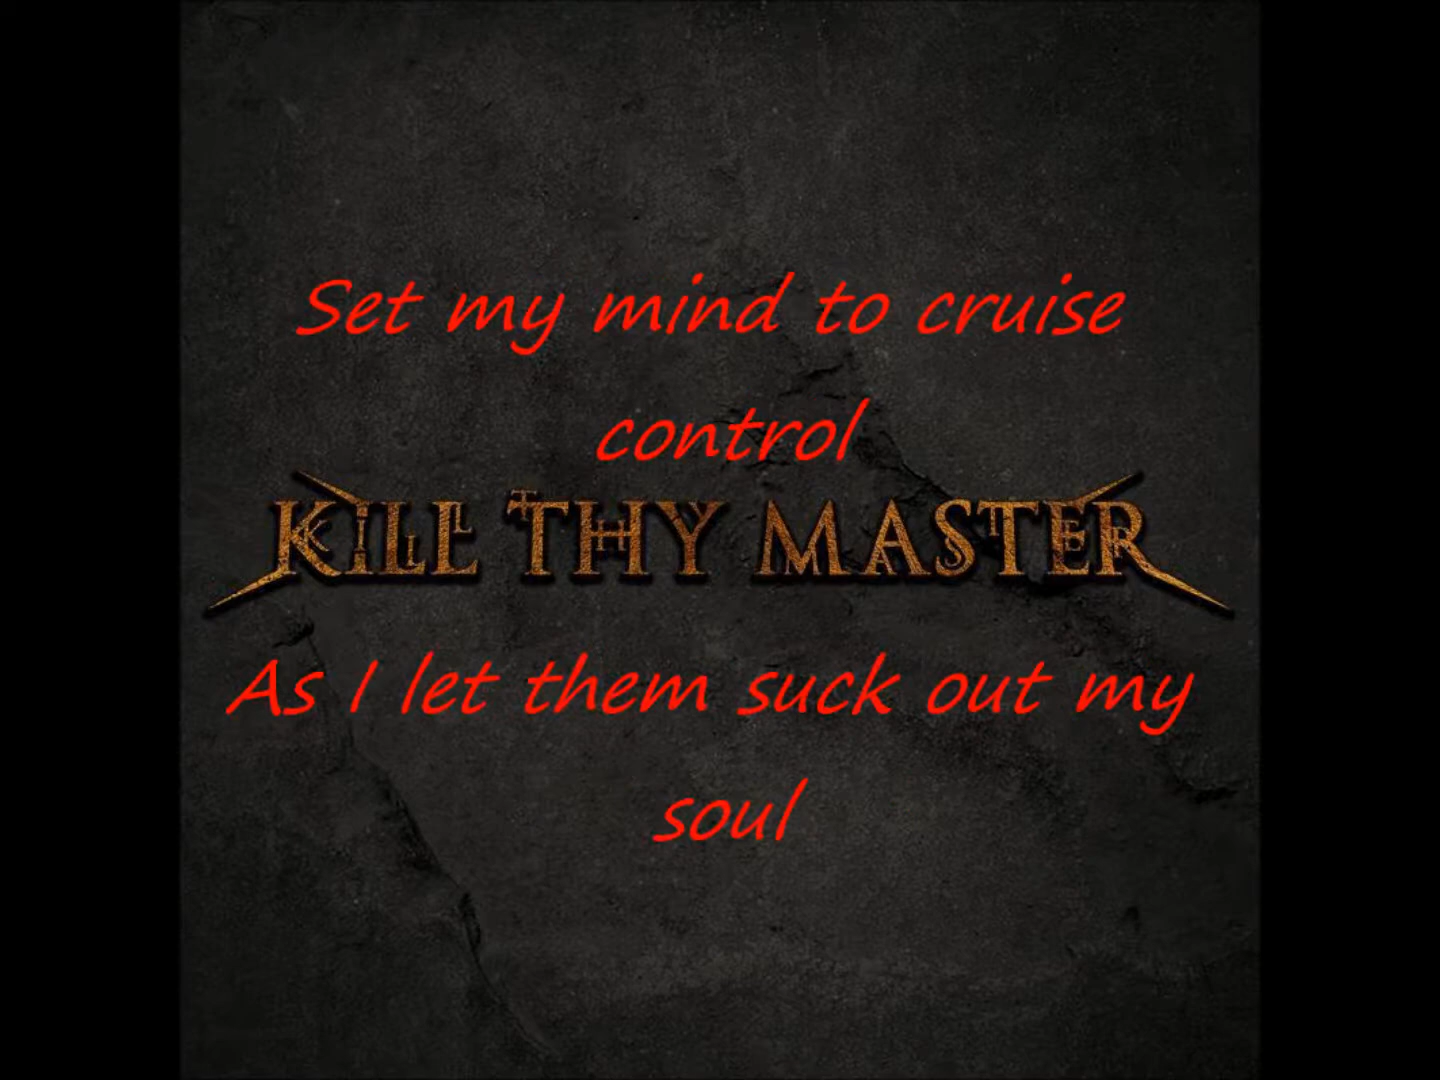 Set my mind to cruise
control
KILL THY MASTER
As I let them suck out my
soul